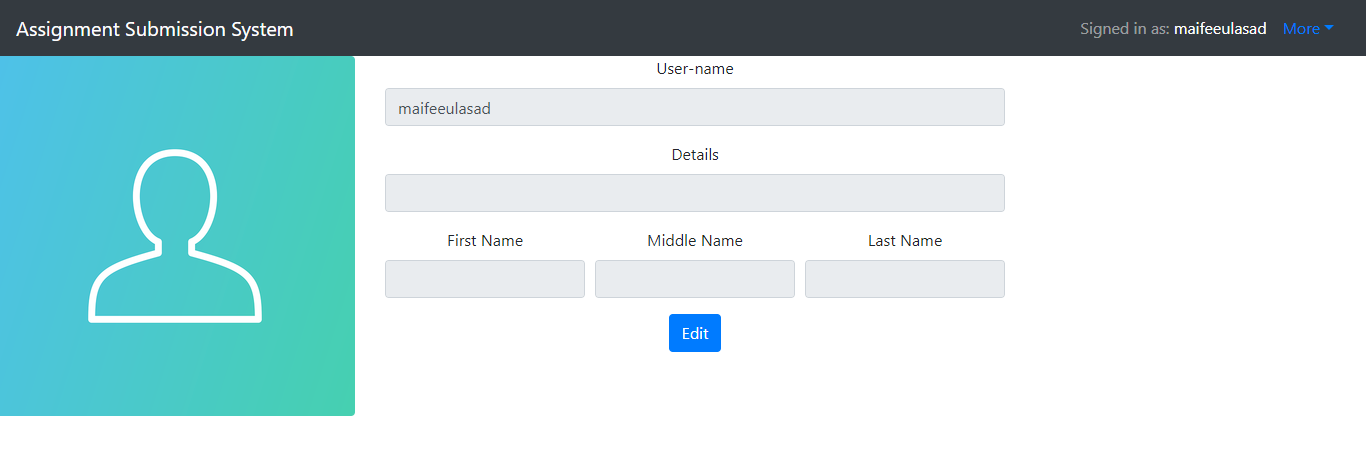 Assignment Submission System
Signed in as: maifeeulasad More
User-name
maifeeulasad
Details
First Name Middle Name Last Name
Edit